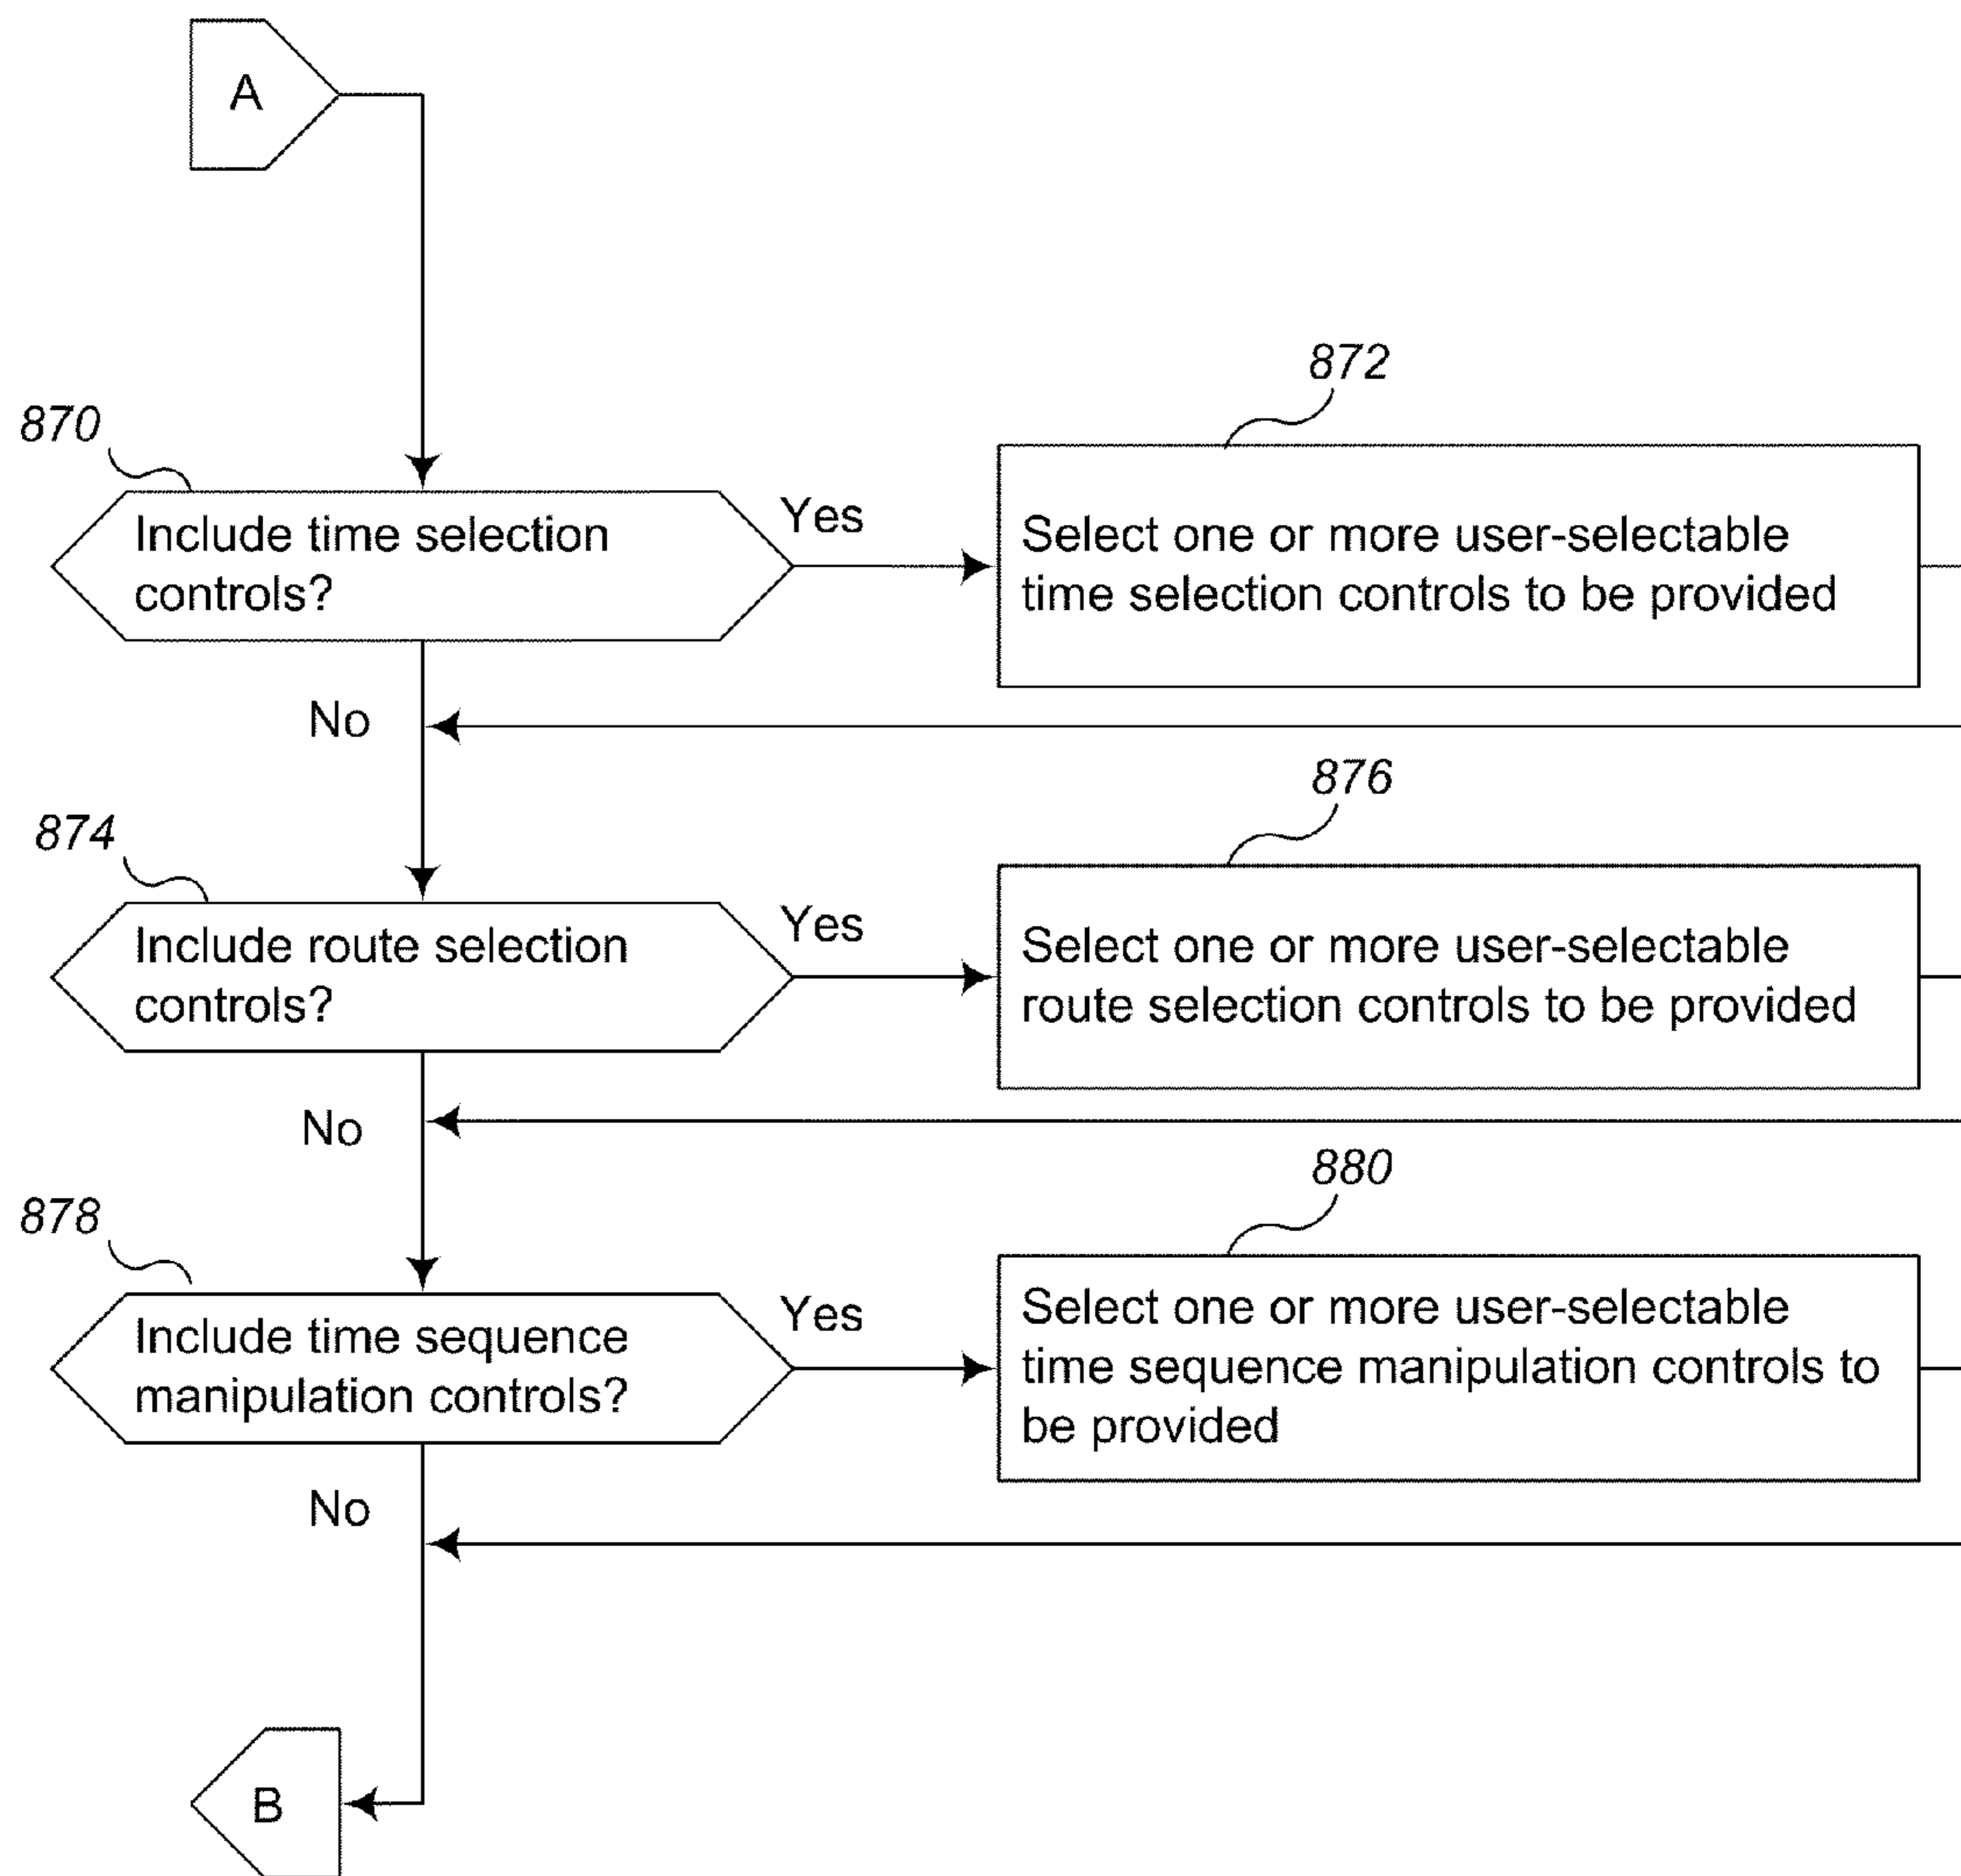 A
870
Include time selection
controls?
Yes
872
Select one or more user-selectable
time selection controls to be provided
No
874
Include route selection
controls?
Yes
876
Select one or more user-selectable
route selection controls to be provided
No
878
Include time sequence
manipulation controls?
Yes
880
Select one or more user-selectable
time sequence manipulation controls to
be provided
No
B